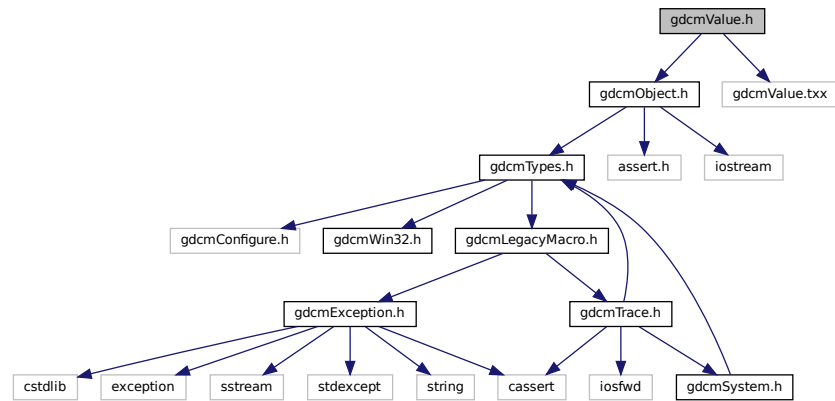 gdcmValue.h
gdcmObject.h
gdcmValue.txx
gdcmTypes.h
assert.h
iostream
gdcmConfigure.h
gdcmWin32.h
gdcmLegacyMacro.h
gdcmException.h
gdcmTrace.h
cstdlib
exception
sstream
stdexcept
string
cassert
iosfwd
gdcmSystem.h